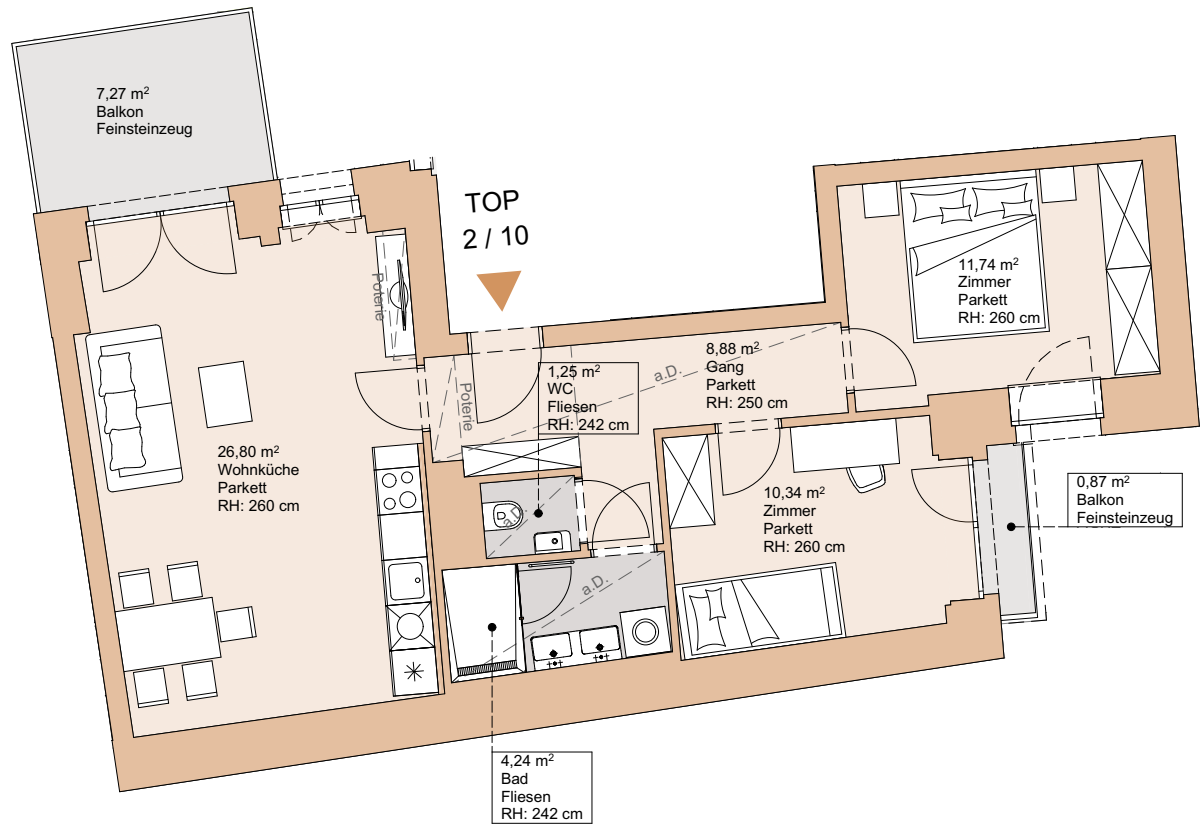 7,27 m²
Balkon
Feinsteinzeug
TOP
2 / 10
11,74 m²
Zimmer
Parkett
RH: 260 cm
Poterie
8,88 m²
Gang
Parkett
RH: 250 cm
a.D.
1,25 m²
WC
Fliesen
RH: 242 cm
Poterie
26,80 m²
Wohnküche
Parkett
RH: 260 cm
10,34 m²
Zimmer
Parkett
RH: 260 cm
0,87 m²
Balkon
Feinsteinzeug
a.D.
a.D.
4,24 m²
Bad
Fliesen
RH: 242 cm